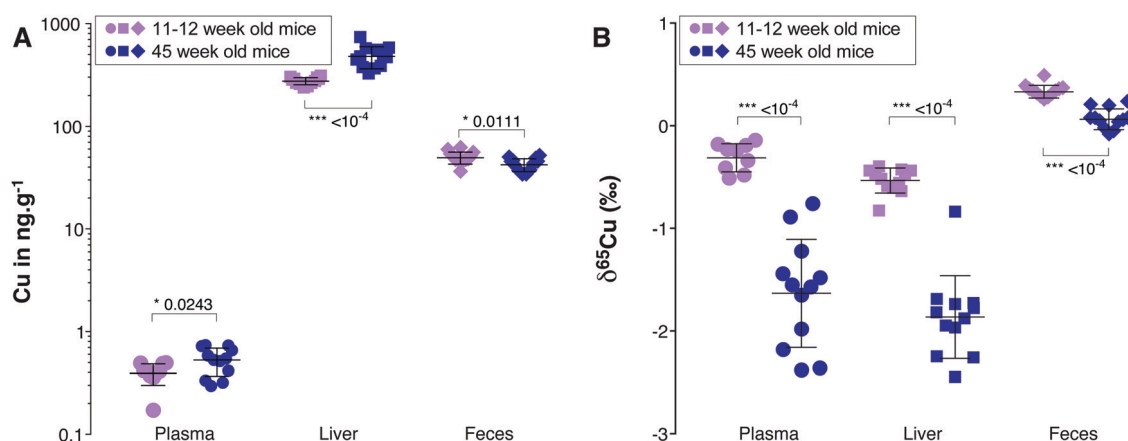 A
11-12 week old mice
45 week old mice
Cu in ng.g⁻¹
1000
100
10
1
0.1
* 0.0243
*** <10⁻⁴
* 0.0111
Plasma
Liver
Feces
B
11-12 week old mice
45 week old mice
δ⁶⁵Cu (‰)
1
0
-1
-2
-3
*** <10⁻⁴
*** <10⁻⁴
*** <10⁻⁴
Plasma
Liver
Feces